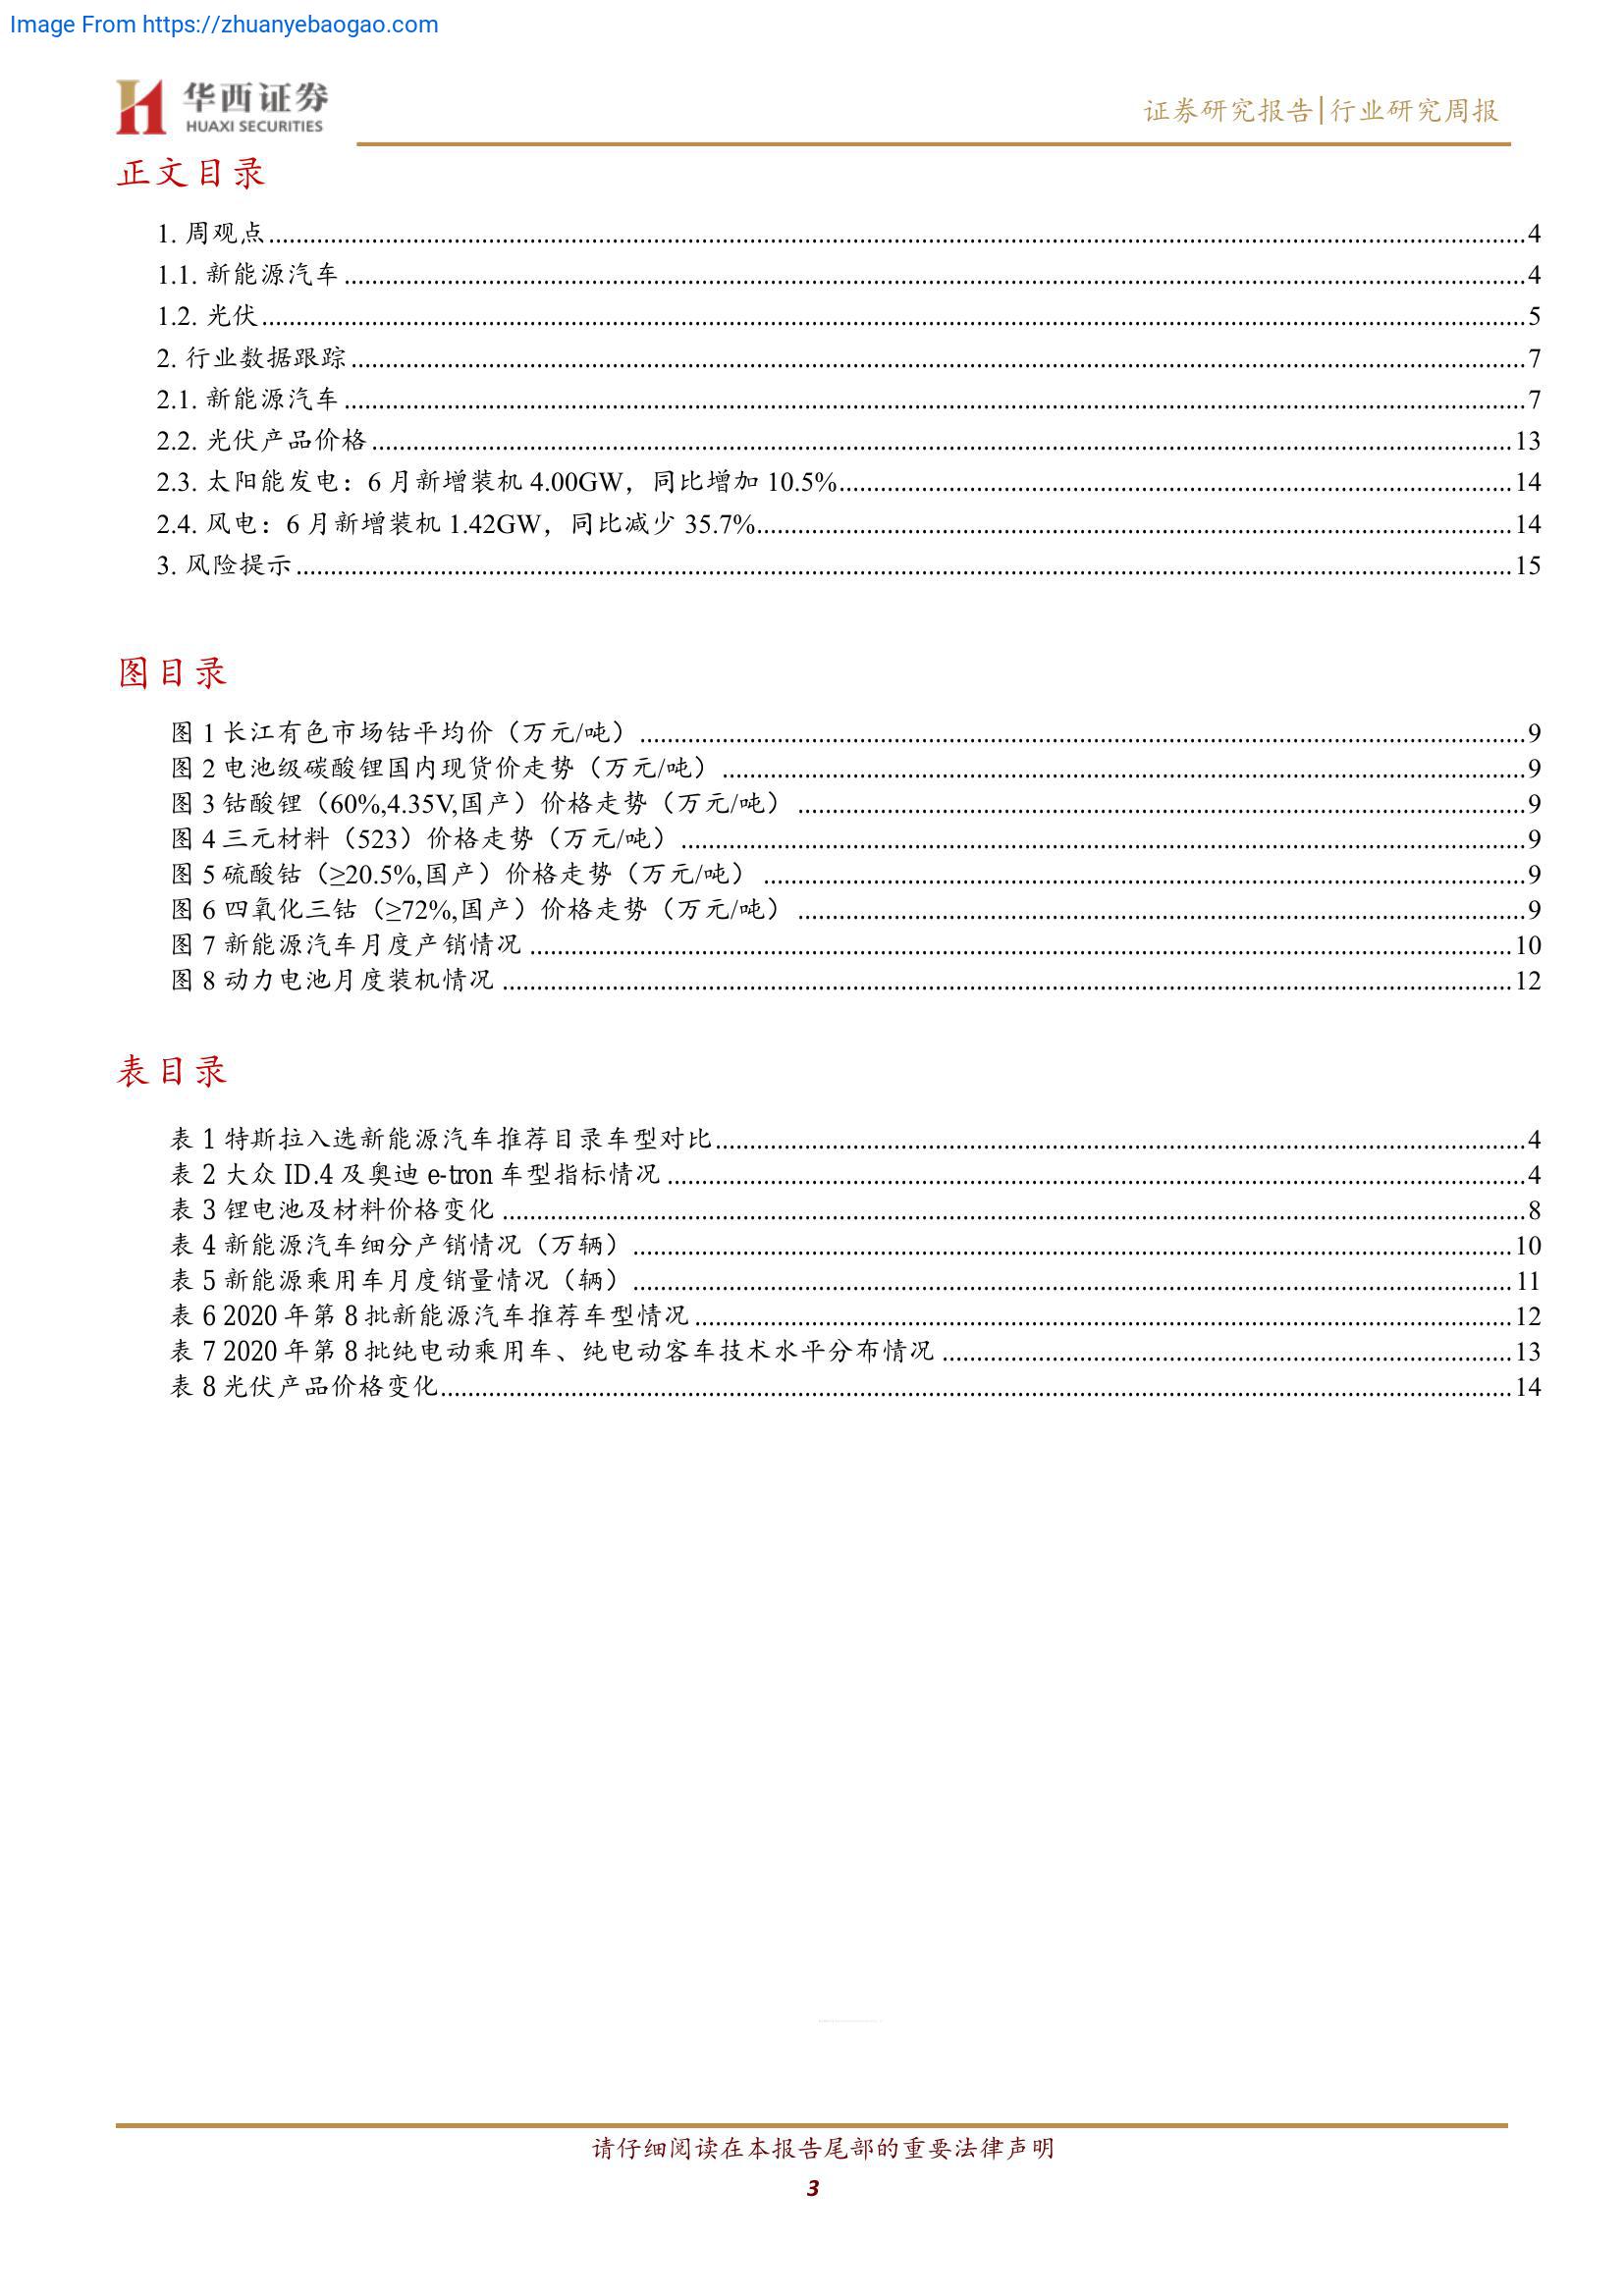 Image From https://zhuanyebaogao.com
华西证券
HUAXI SECURITIES
证券研究报告|行业研究周报
正文目录
1. 周观点 4
1.1. 新能源汽车 4
1.2. 光伏 5
2. 行业数据跟踪 7
2.1. 新能源汽车 7
2.2. 光伏产品价格 13
2.3. 太阳能发电：6 月新增装机 4.00GW，同比增加 10.5% 14
2.4. 风电：6 月新增装机 1.42GW，同比减少 35.7% 14
3. 风险提示 15
图目录
图 1 长江有色市场钴平均价（万元/吨） 9
图 2 电池级碳酸锂国内现货价走势（万元/吨） 9
图 3 钴酸锂（60%,4.35V,国产）价格走势（万元/吨） 9
图 4 三元材料（523）价格走势（万元/吨） 9
图 5 硫酸钴（≥20.5%,国产）价格走势（万元/吨） 9
图 6 四氧化三钴（≥72%,国产）价格走势（万元/吨） 9
图 7 新能源汽车月度产销情况 10
图 8 动力电池月度装机情况 12
表目录
表 1 特斯拉入选新能源汽车推荐目录车型对比 4
表 2 大众 ID.4 及奥迪 e-tron 车型指标情况 4
表 3 锂电池及材料价格变化 8
表 4 新能源汽车细分产销情况（万辆） 10
表 5 新能源乘用车月度销量情况（辆） 11
表 6 2020 年第 8 批新能源汽车推荐车型情况 12
表 7 2020 年第 8 批纯电动乘用车、纯电动客车技术水平分布情况 13
表 8 光伏产品价格变化 14
请仔细阅读在本报告尾部的重要法律声明
3